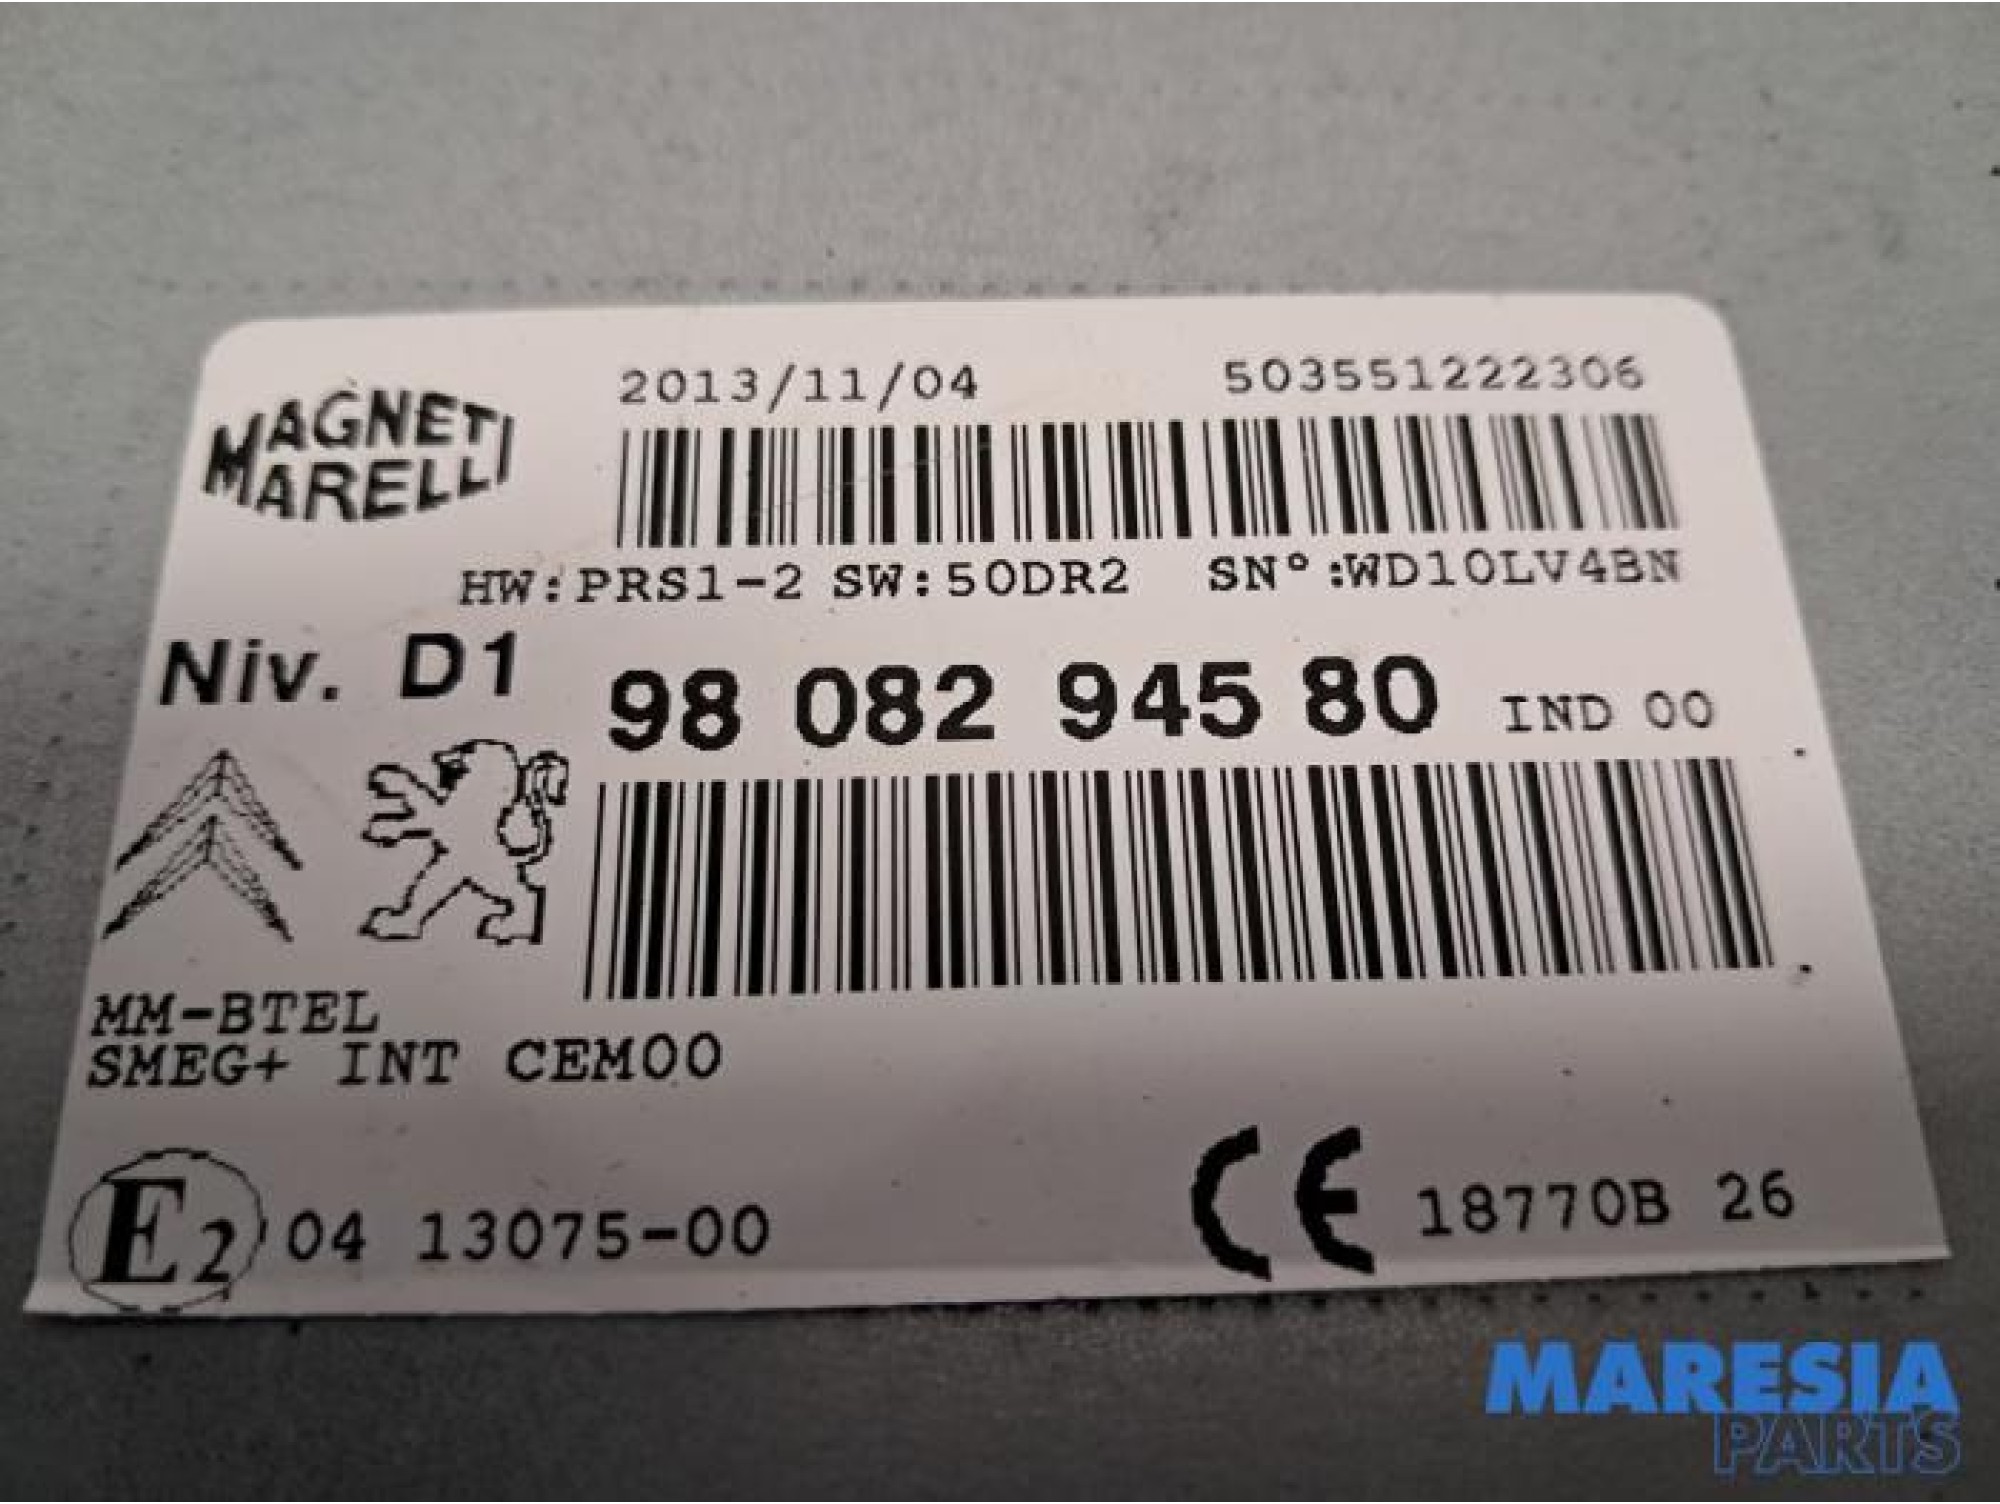 MAGNETI
MARELLI
2013/11/04 503551222306
HW:PRS1-2 SW:50DR2 SN°:WD10LV4BN
Niv. D1 98 082 945 80 IND 00
MM-BTEL
SMEG+ INT CEM00
E2 04 13075-00 CE 18770B 26
MARESIA
PARTS